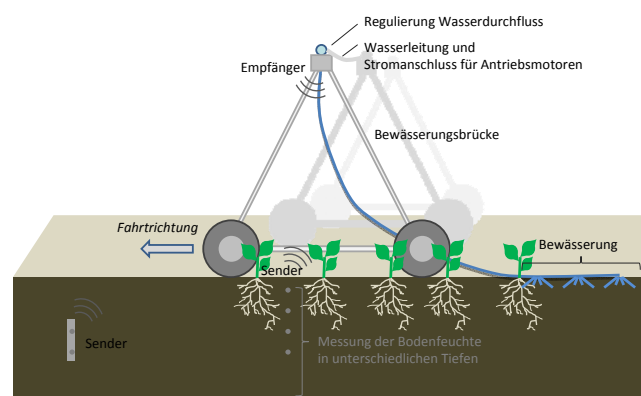 Regulierung Wasserdurchfluss
Wasserleitung und
Stromanschluss für Antriebsmotoren
Empfänger
Bewässerungsbrücke
Fahrtrichtung
Bewässerung
Sender
Sender
Messung der Bodenfeuchte
in unterschiedlichen Tiefen